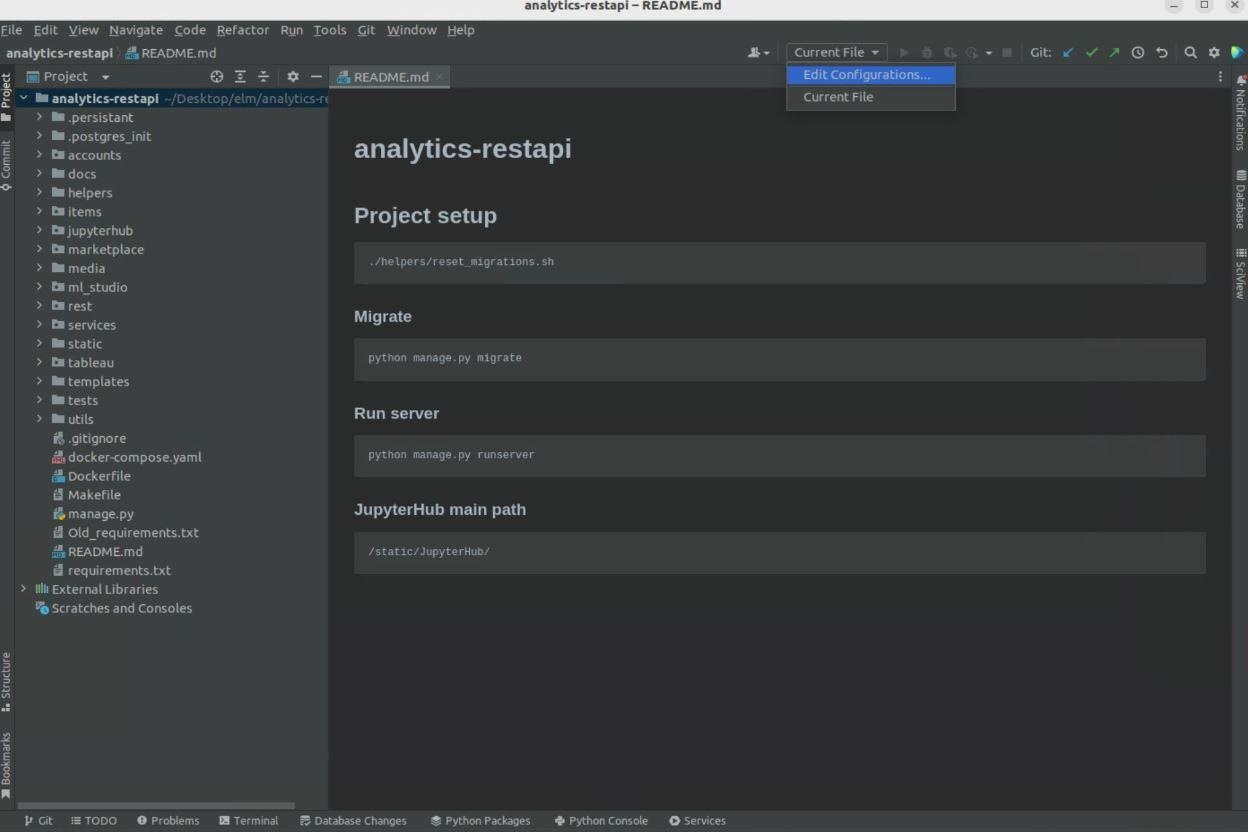 analytics-restapi – README.md
File Edit View Navigate Code Refactor Run Tools Git Window Help
analytics-restapi README.md Current File Git:
Project README.md Edit Configurations...
Current File
analytics-restapi ~/Desktop/elm/analytics-re
.persistant
.postgres_init
accounts
docs
helpers
items
jupyterhub
marketplace
media
ml_studio
rest
services
static
tableau
templates
tests
utils
.gitignore
docker-compose.yaml
Dockerfile
Makefile
manage.py
Old_requirements.txt
README.md
requirements.txt
External Libraries
Scratches and Consoles
analytics-restapi
Project setup
./helpers/reset_migrations.sh
Migrate
python manage.py migrate
Run server
python manage.py runserver
JupyterHub main path
/static/JupyterHub/
Project
Commit
Structure
Bookmarks
Notifications
Database
SciView
Git TODO Problems Terminal Database Changes Python Packages Python Console Services